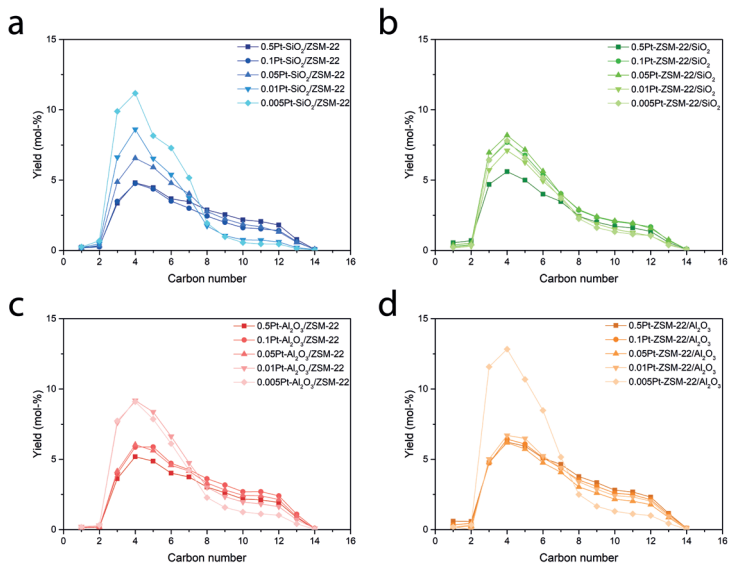 a
15
10
5
0
Yield (mol-%)
0 2 4 6 8 10 12 14 16
Carbon number
0.5Pt-SiO₂/ZSM-22
0.1Pt-SiO₂/ZSM-22
0.05Pt-SiO₂/ZSM-22
0.01Pt-SiO₂/ZSM-22
0.005Pt-SiO₂/ZSM-22
b
15
10
5
0
Yield (mol-%)
0 2 4 6 8 10 12 14 16
Carbon number
0.5Pt-ZSM-22/SiO₂
0.1Pt-ZSM-22/SiO₂
0.05Pt-ZSM-22/SiO₂
0.01Pt-ZSM-22/SiO₂
0.005Pt-ZSM-22/SiO₂
c
15
10
5
0
Yield (mol-%)
0 2 4 6 8 10 12 14 16
Carbon number
0.5Pt-Al₂O₃/ZSM-22
0.1Pt-Al₂O₃/ZSM-22
0.05Pt-Al₂O₃/ZSM-22
0.01Pt-Al₂O₃/ZSM-22
0.005Pt-Al₂O₃/ZSM-22
d
15
10
5
0
Yield (mol-%)
0 2 4 6 8 10 12 14 16
Carbon number
0.5Pt-ZSM-22/Al₂O₃
0.1Pt-ZSM-22/Al₂O₃
0.05Pt-ZSM-22/Al₂O₃
0.01Pt-ZSM-22/Al₂O₃
0.005Pt-ZSM-22/Al₂O₃